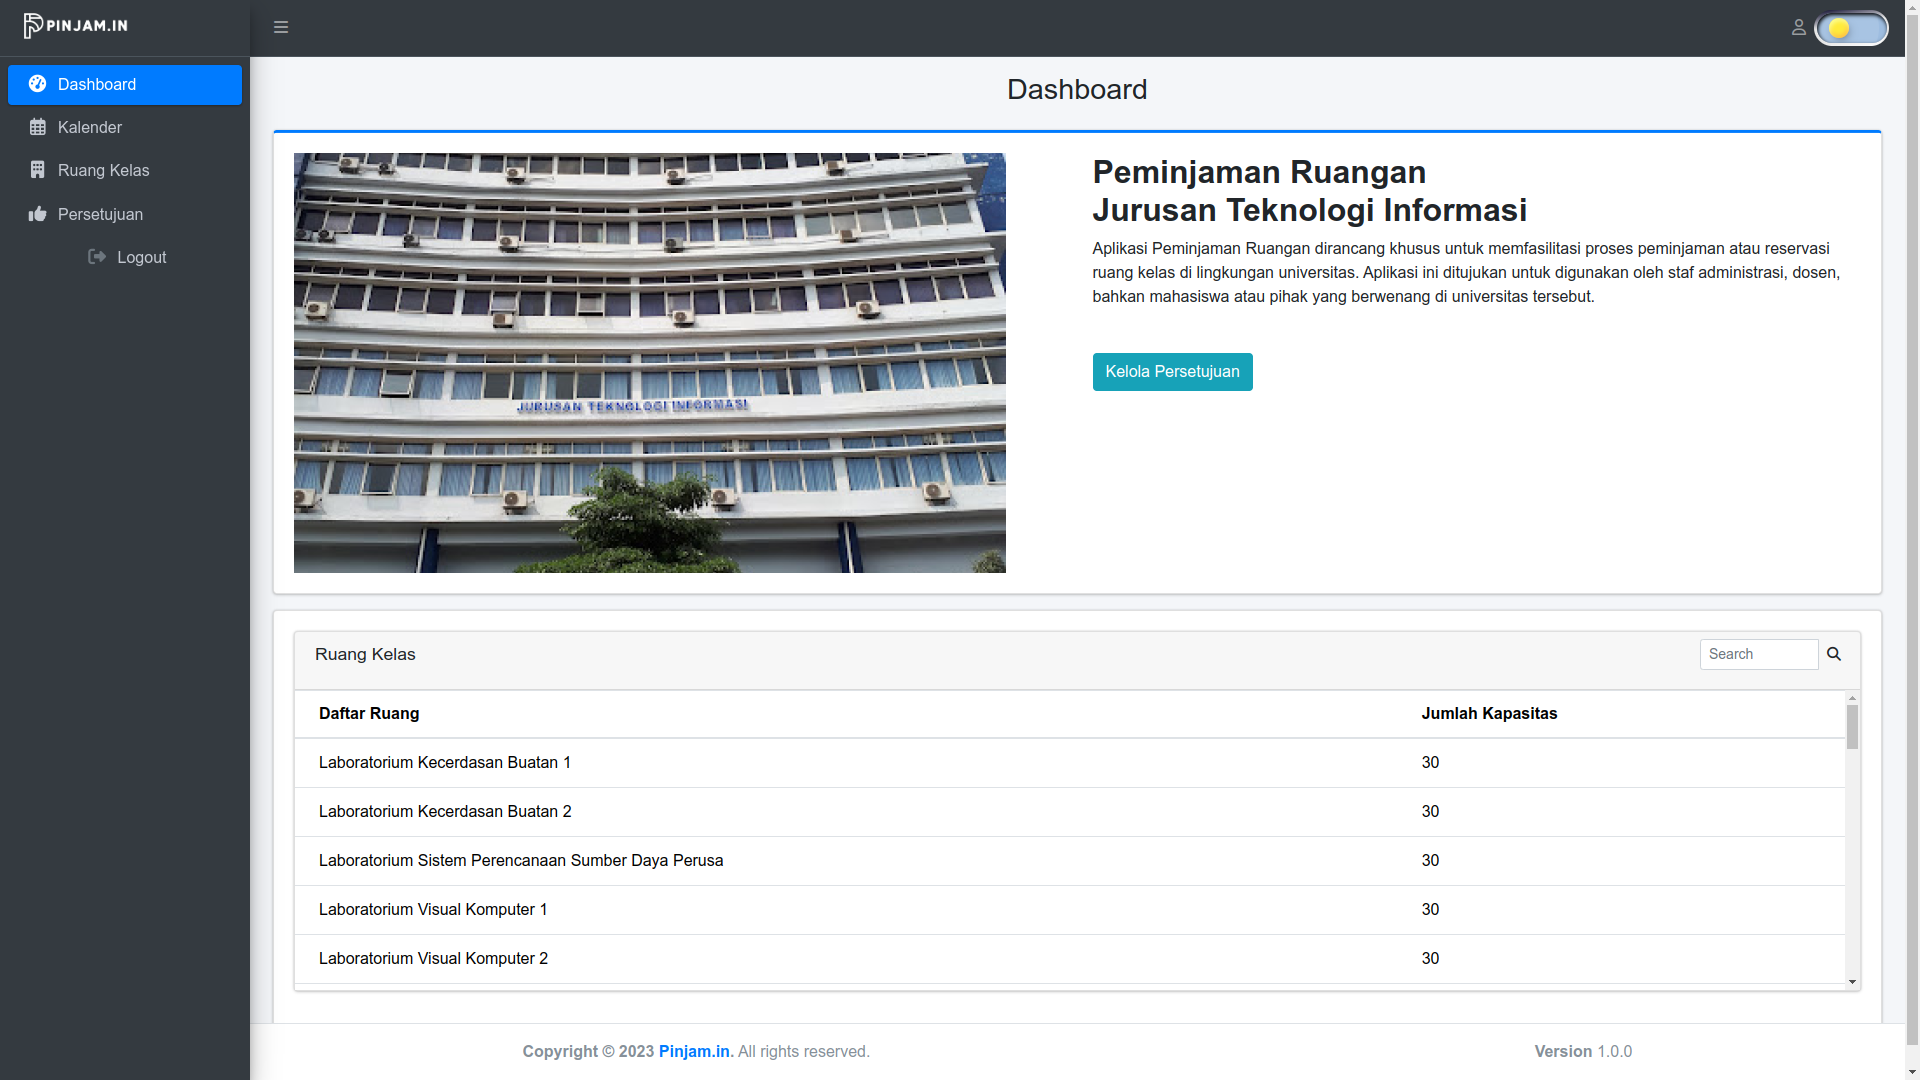 PINJAM.IN
Dashboard
Kalender
Ruang Kelas
Persetujuan
Logout
Dashboard
JURUSAN TEKNOLOGI INFORMASI
Peminjaman Ruangan
Jurusan Teknologi Informasi
Aplikasi Peminjaman Ruangan dirancang khusus untuk memfasilitasi proses peminjaman atau reservasi
ruang kelas di lingkungan universitas. Aplikasi ini ditujukan untuk digunakan oleh staf administrasi, dosen,
bahkan mahasiswa atau pihak yang berwenang di universitas tersebut.
Kelola Persetujuan
Ruang Kelas
Search
Daftar Ruang Jumlah Kapasitas
Laboratorium Kecerdasan Buatan 1 30
Laboratorium Kecerdasan Buatan 2 30
Laboratorium Sistem Perencanaan Sumber Daya Perusa 30
Laboratorium Visual Komputer 1 30
Laboratorium Visual Komputer 2 30
Copyright © 2023 Pinjam.in. All rights reserved. Version 1.0.0